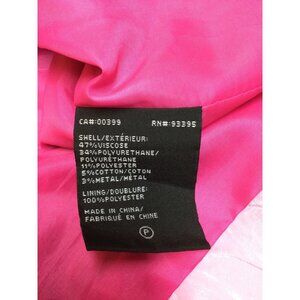 CA#:00399 RN#:93395
SHELL/EXTÉRIEUR:
47%VISCOSE
34%POLYURETHANE/
POLYURÉTHANE
11%POLYESTER
5%COTTON/COTON
3%METAL/MÉTAL
LINING/DOUBLURE:
100%POLYESTER
MADE IN CHINA/
FABRIQUÉ EN CHINE
P